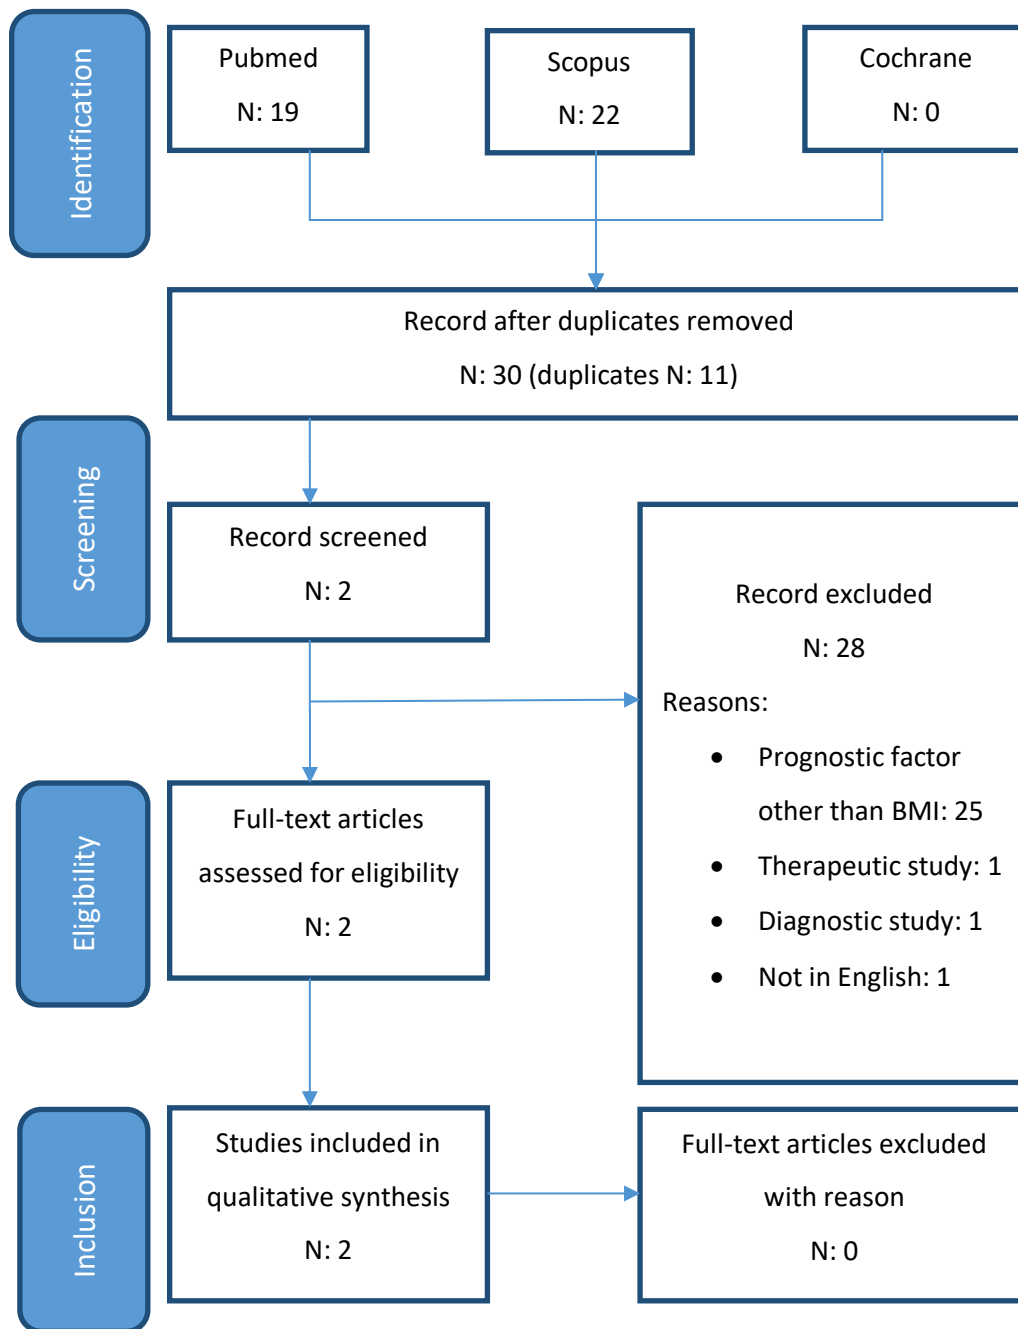 Identification
Pubmed
N: 19
Scopus
N: 22
Cochrane
N: 0
Record after duplicates removed
N: 30 (duplicates N: 11)
Screening
Record screened
N: 2
Record excluded
N: 28
Reasons:
• Prognostic factor
other than BMI: 25
• Therapeutic study: 1
• Diagnostic study: 1
• Not in English: 1
Eligibility
Full-text articles
assessed for eligibility
N: 2
Inclusion
Studies included in
qualitative synthesis
N: 2
Full-text articles excluded
with reason
N: 0